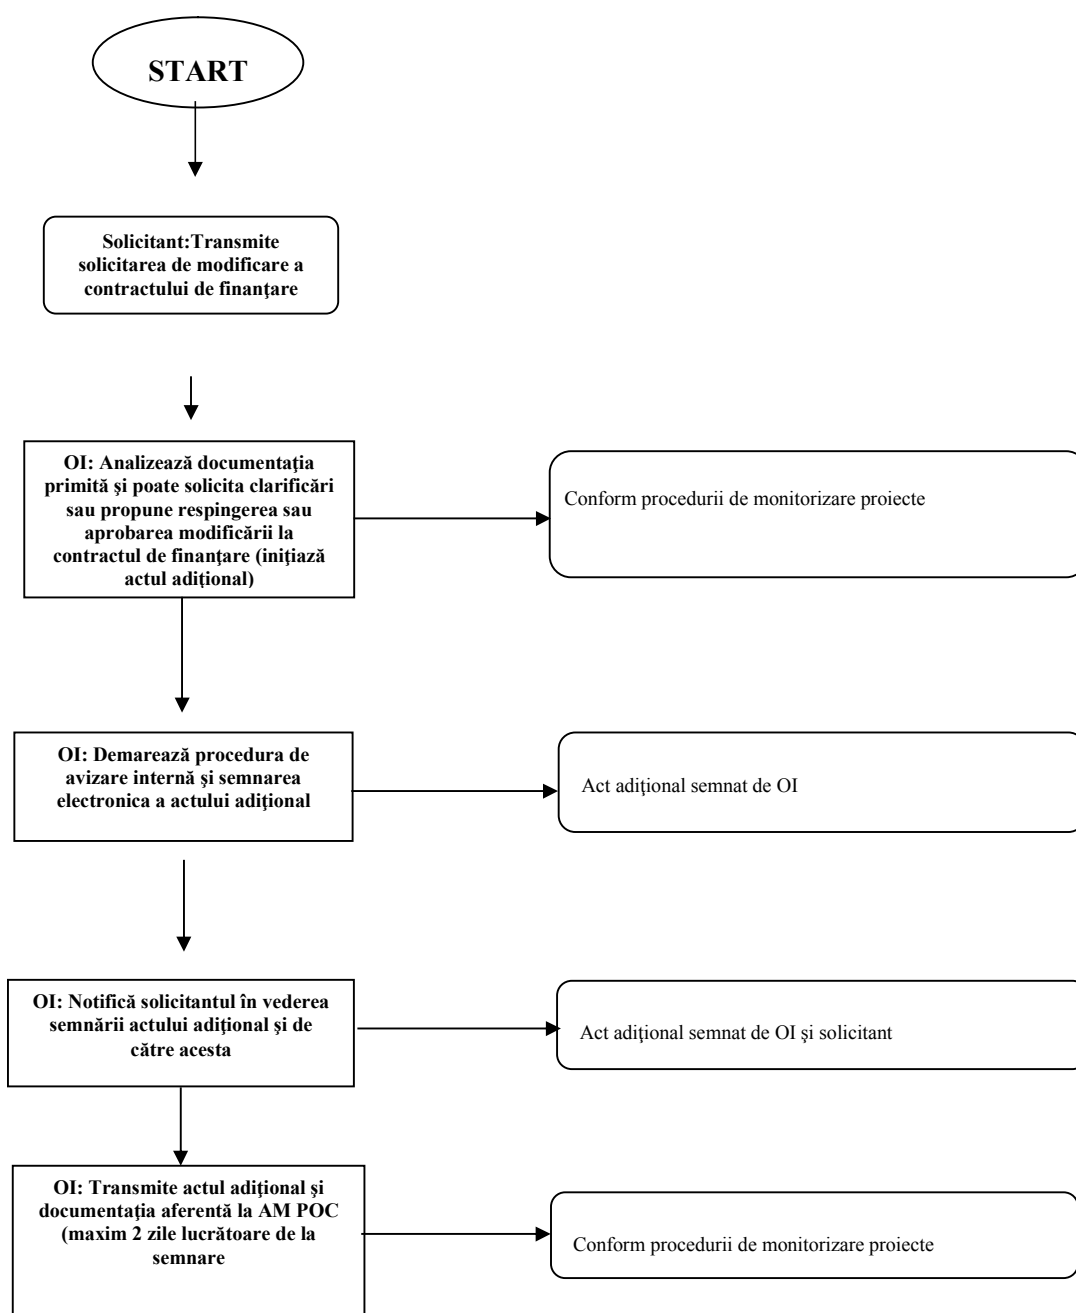 START
Solicitant:Transmite
solicitarea de modificare a
contractului de finanţare
OI: Analizează documentaţia
primită şi poate solicita clarificări
sau propune respingerea sau
aprobarea modificării la
contractul de finanţare (iniţiază
actul adiţional)
Conform procedurii de monitorizare proiecte
OI: Demarează procedura de
avizare internă şi semnarea
electronica a actului adiţional
Act adiţional semnat de OI
OI: Notifică solicitantul în vederea
semnării actului adiţional şi de
către acesta
Act adiţional semnat de OI şi solicitant
OI: Transmite actul adiţional şi
documentaţia aferentă la AM POC
(maxim 2 zile lucrătoare de la
semnare
Conform procedurii de monitorizare proiecte